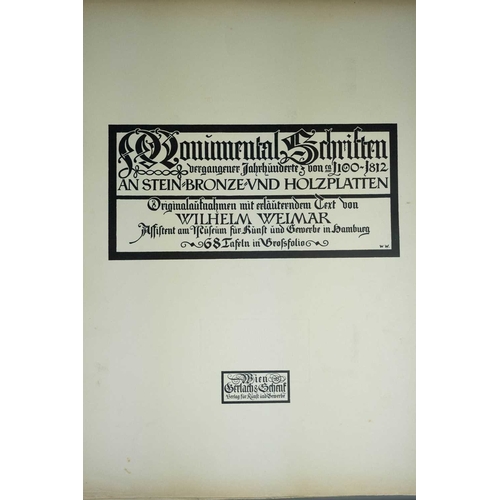 Monumental Schriften
vergangener Jahrhunderte von ca 1100-1812
AN STEIN-BRONZE-VND HOLZPLATTEN
Originalaufnahmen mit erläuterndem Text von
WILHELM WEIMAR
Assistent am Museum für Kunst und Gewerbe in Hamburg
68 Tafeln in Grossfolio
W W.
Wien
Gerlach & Schenk
Verlag für Kunst und Gewerbe